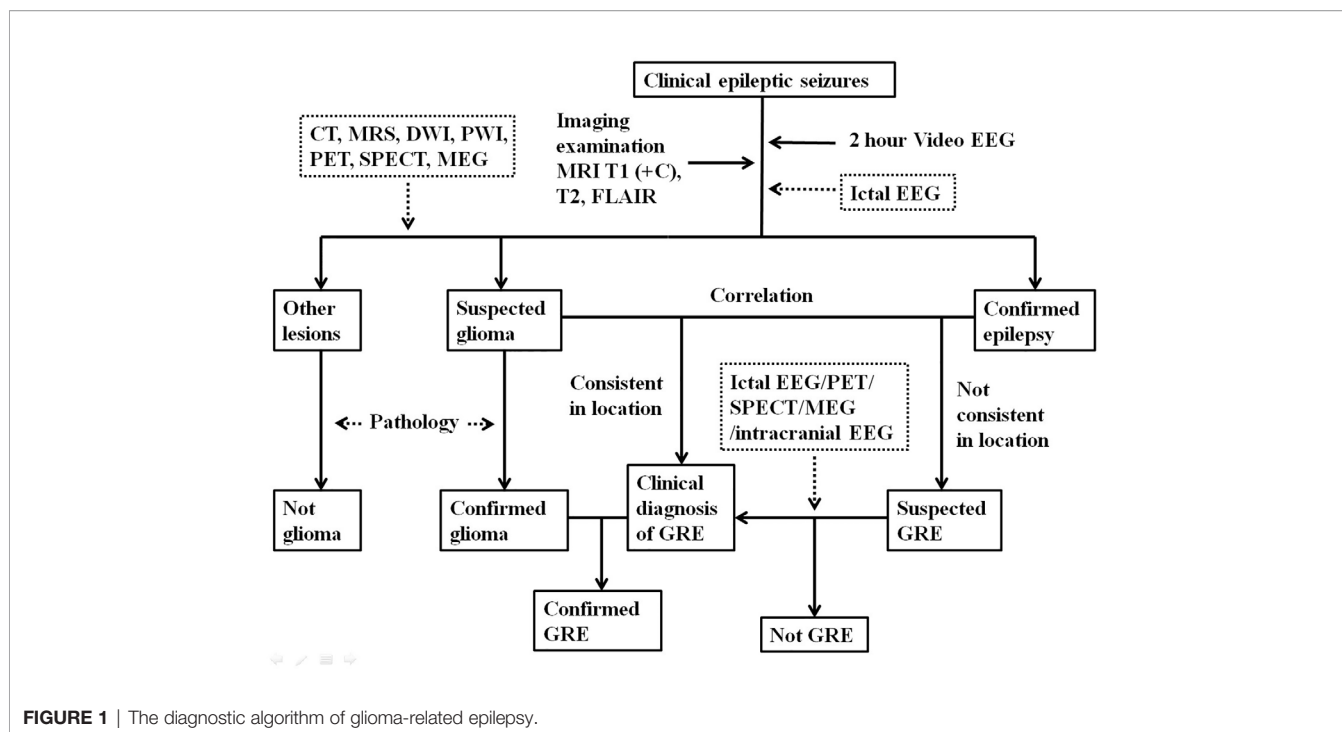 Clinical epileptic seizures
CT, MRS, DWI, PWI,
PET, SPECT, MEG
Imaging
examination
MRI T1 (+C),
T2, FLAIR
2 hour Video EEG
Ictal EEG
Other
lesions
Suspected
glioma
Correlation
Confirmed
epilepsy
Consistent
in location
Ictal EEG/PET/
SPECT/MEG
/intracranial EEG
Not
consistent
in location
Pathology
Not
glioma
Confirmed
glioma
Clinical
diagnosis
of GRE
Suspected
GRE
Confirmed
GRE
Not GRE
FIGURE 1 | The diagnostic algorithm of glioma-related epilepsy.